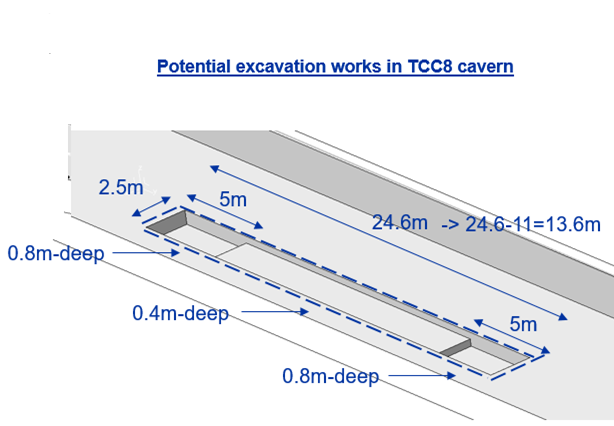 Potential excavation works in TCC8 cavern
2.5m
5m
24.6m -> 24.6-11=13.6m
0.8m-deep
0.4m-deep
5m
0.8m-deep